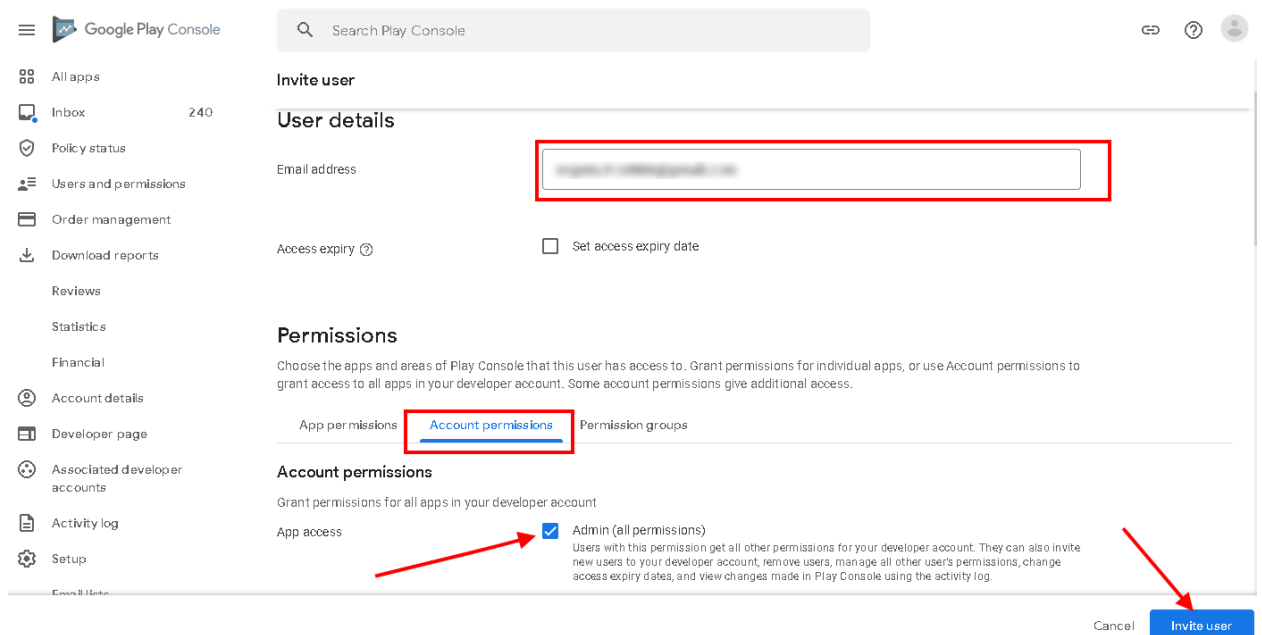 Google Play Console
Search Play Console
All apps
Inbox 240
Policy status
Users and permissions
Order management
Download reports
Reviews
Statistics
Financial
Account details
Developer page
Associated developer
accounts
Activity log
Setup
Email lists
Invite user
User details
Email address
Access expiry
Set access expiry date
Permissions
Choose the apps and areas of Play Console that this user has access to. Grant permissions for individual apps, or use Account permissions to
grant access to all apps in your developer account. Some account permissions give additional access.
App permissions Account permissions Permission groups
Account permissions
Grant permissions for all apps in your developer account
App access
Admin (all permissions)
Users with this permission get all other permissions for your developer account. They can also invite
new users to your developer account, remove users, manage all other user's permissions, change
access expiry dates, and view changes made in Play Console using the activity log.
Cancel Invite user